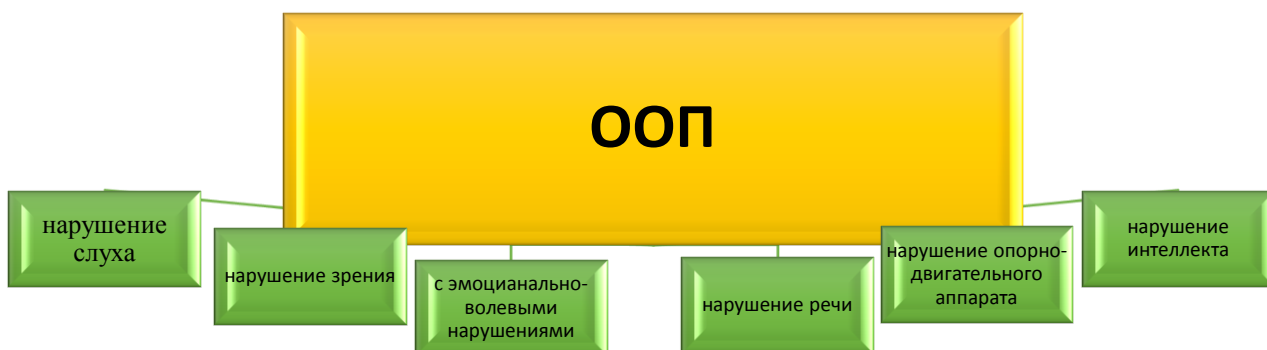 ООП
нарушение
слуха
нарушение зрения
с эмоцианально-
волевыми
нарушениями
нарушение речи
нарушение опорно-
двигательного
аппарата
нарушение
интеллекта